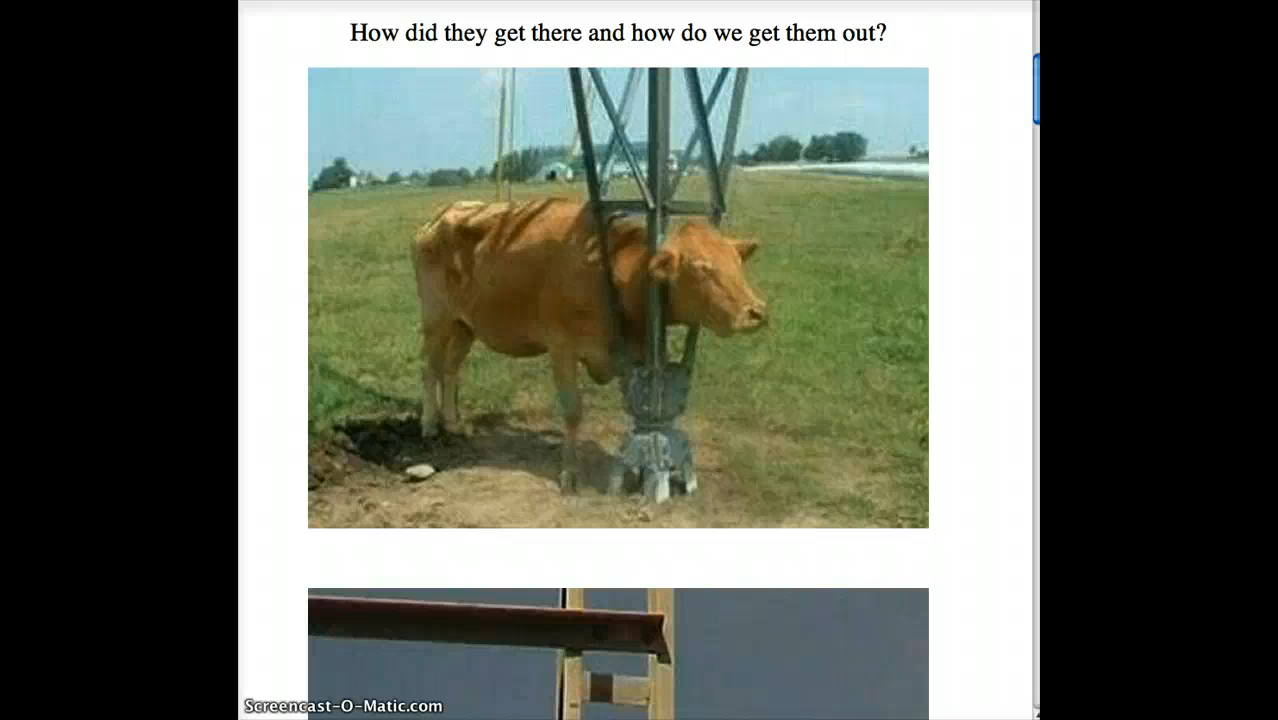 How did they get there and how do we get them out?
Screencast-O-Matic.com